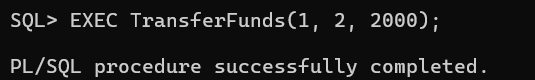 SQL> EXEC TransferFunds(1, 2, 2000);
PL/SQL procedure successfully completed.